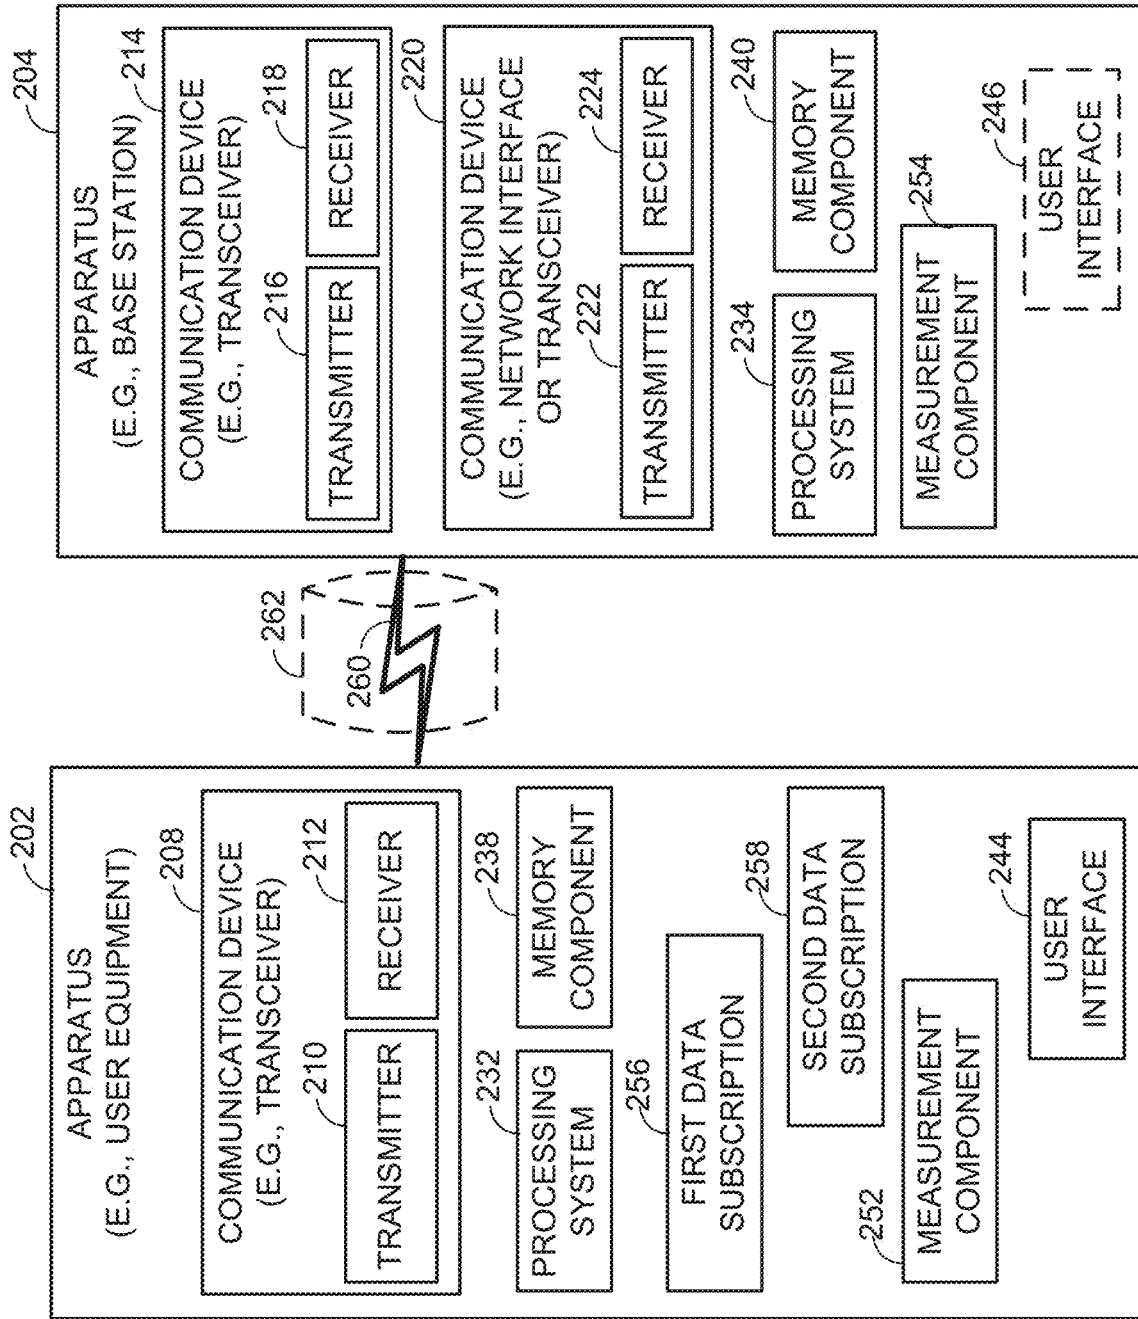 202
APPARATUS
(E.G., USER EQUIPMENT)
208
COMMUNICATION DEVICE
(E.G., TRANSCEIVER)
210
TRANSMITTER
212
RECEIVER
232
PROCESSING
SYSTEM
238
MEMORY
COMPONENT
256
FIRST DATA
SUBSCRIPTION
258
SECOND DATA
SUBSCRIPTION
252
MEASUREMENT
COMPONENT
244
USER
INTERFACE
262
260
204
APPARATUS
(E.G., BASE STATION)
214
COMMUNICATION DEVICE
(E.G., TRANSCEIVER)
216
TRANSMITTER
218
RECEIVER
220
COMMUNICATION DEVICE
(E.G., NETWORK INTERFACE
OR TRANSCEIVER)
222
TRANSMITTER
224
RECEIVER
234
PROCESSING
SYSTEM
240
MEMORY
COMPONENT
254
MEASUREMENT
COMPONENT
246
USER
INTERFACE